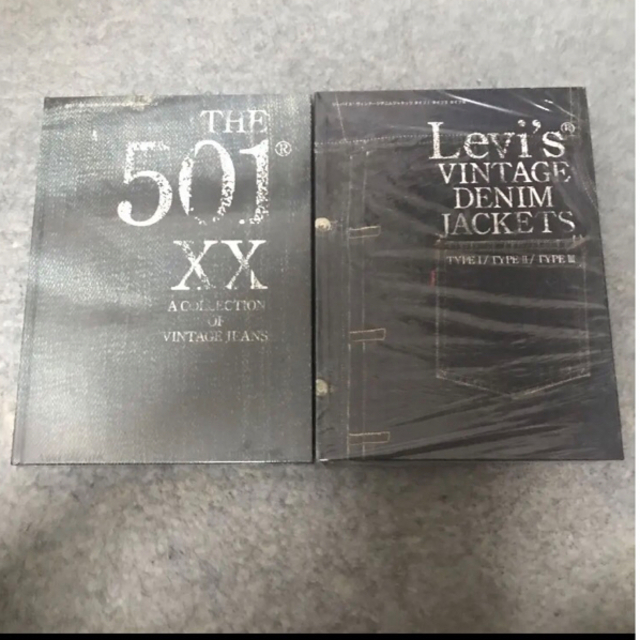 THE
501®
XX
A COLLECTION
OF
VINTAGE JEANS
Levi's®
VINTAGE
DENIM
JACKETS
TYPE I / TYPE II / TYPE III